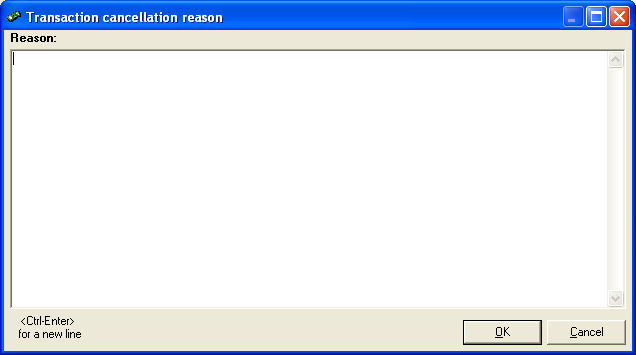 Transaction cancellation reason
Reason:
<Ctrl-Enter>
for a new line
OK
Cancel